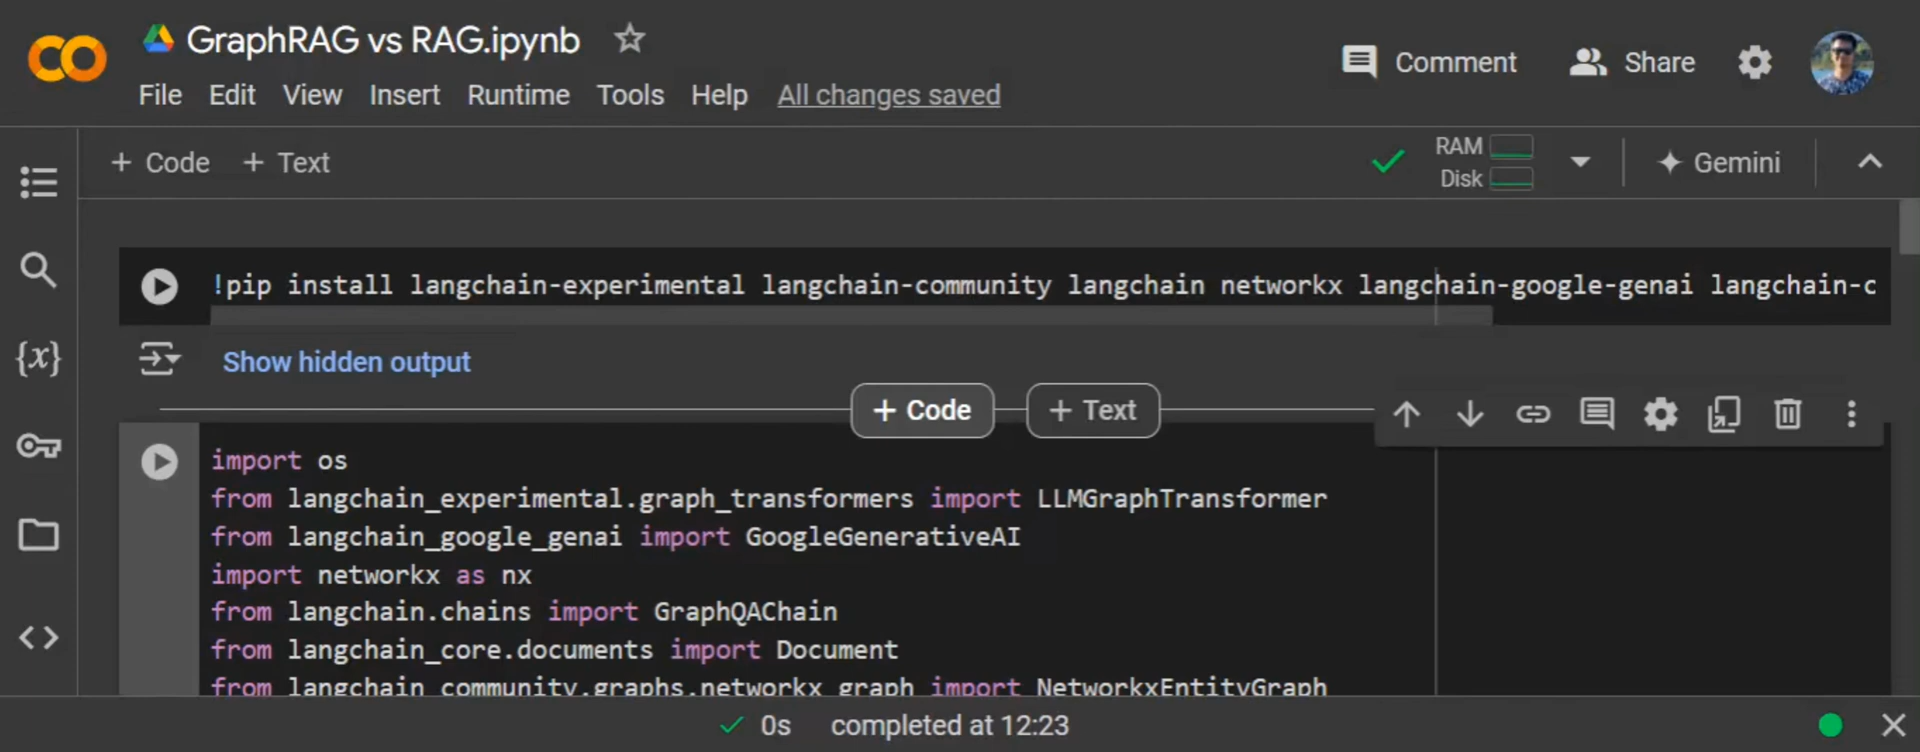 GraphRAG vs RAG.ipynb
File Edit View Insert Runtime Tools Help All changes saved
Comment Share
+ Code + Text
RAM
Disk
Gemini
!pip install langchain-experimental langchain-community langchain networkx langchain-google-genai langchain-c
Show hidden output
+ Code + Text
{x}
import os
from langchain_experimental.graph_transformers import LLMGraphTransformer
from langchain_google_genai import GoogleGenerativeAI
import networkx as nx
from langchain.chains import GraphQAChain
from langchain_core.documents import Document
from langchain_community.graphs.networkx_graph import NetworkxEntityGraph
0s completed at 12:23